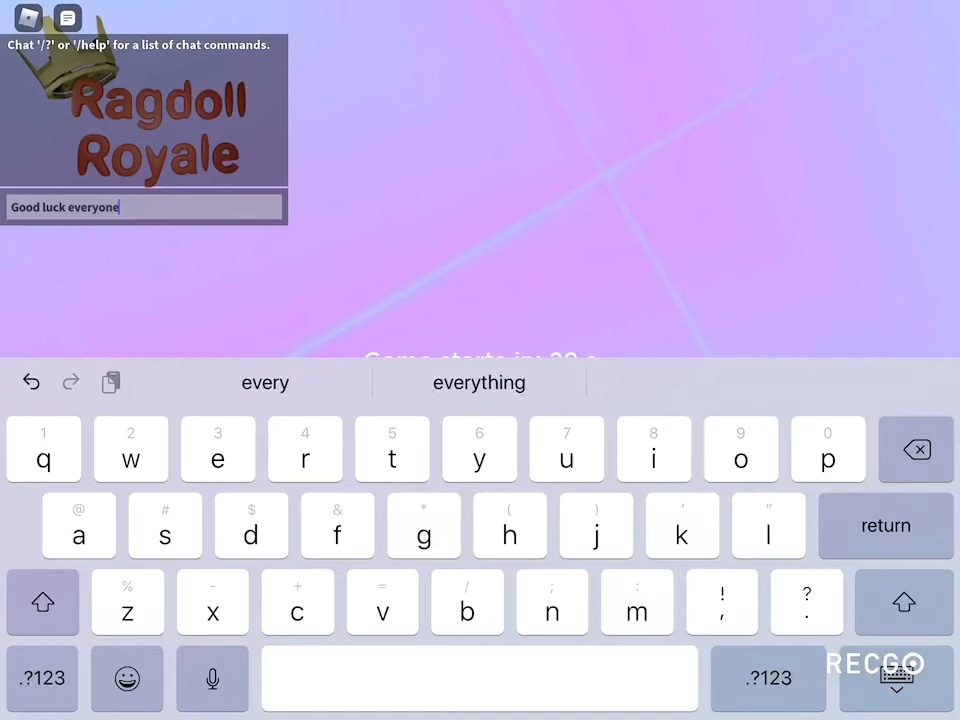 Chat '/?' or '/help' for a list of chat commands.
Ragdoll
Royale
Good luck everyone
every everything
1 2 3 4 5 6 7 8 9 0
q w e r t y u i o p
@ # $ & * ( ) ' "
a s d f g h j k l return
% - + = / ; : ! ?
z x c v b n m , .
.?123 .?123
RECGO